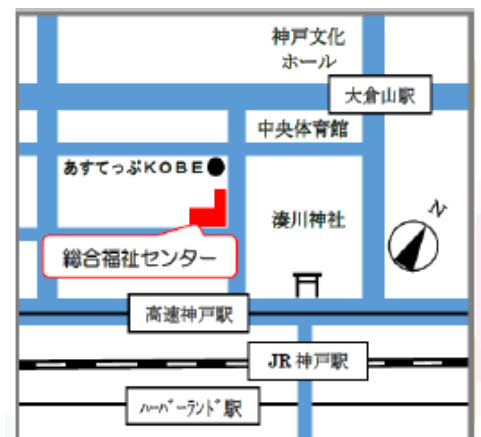 神戸文化
ホール
大倉山駅
中央体育館
あすてっぷKOBE
湊川神社
N
総合福祉センター
高速神戸駅
JR 神戸駅
ハーバーランド駅